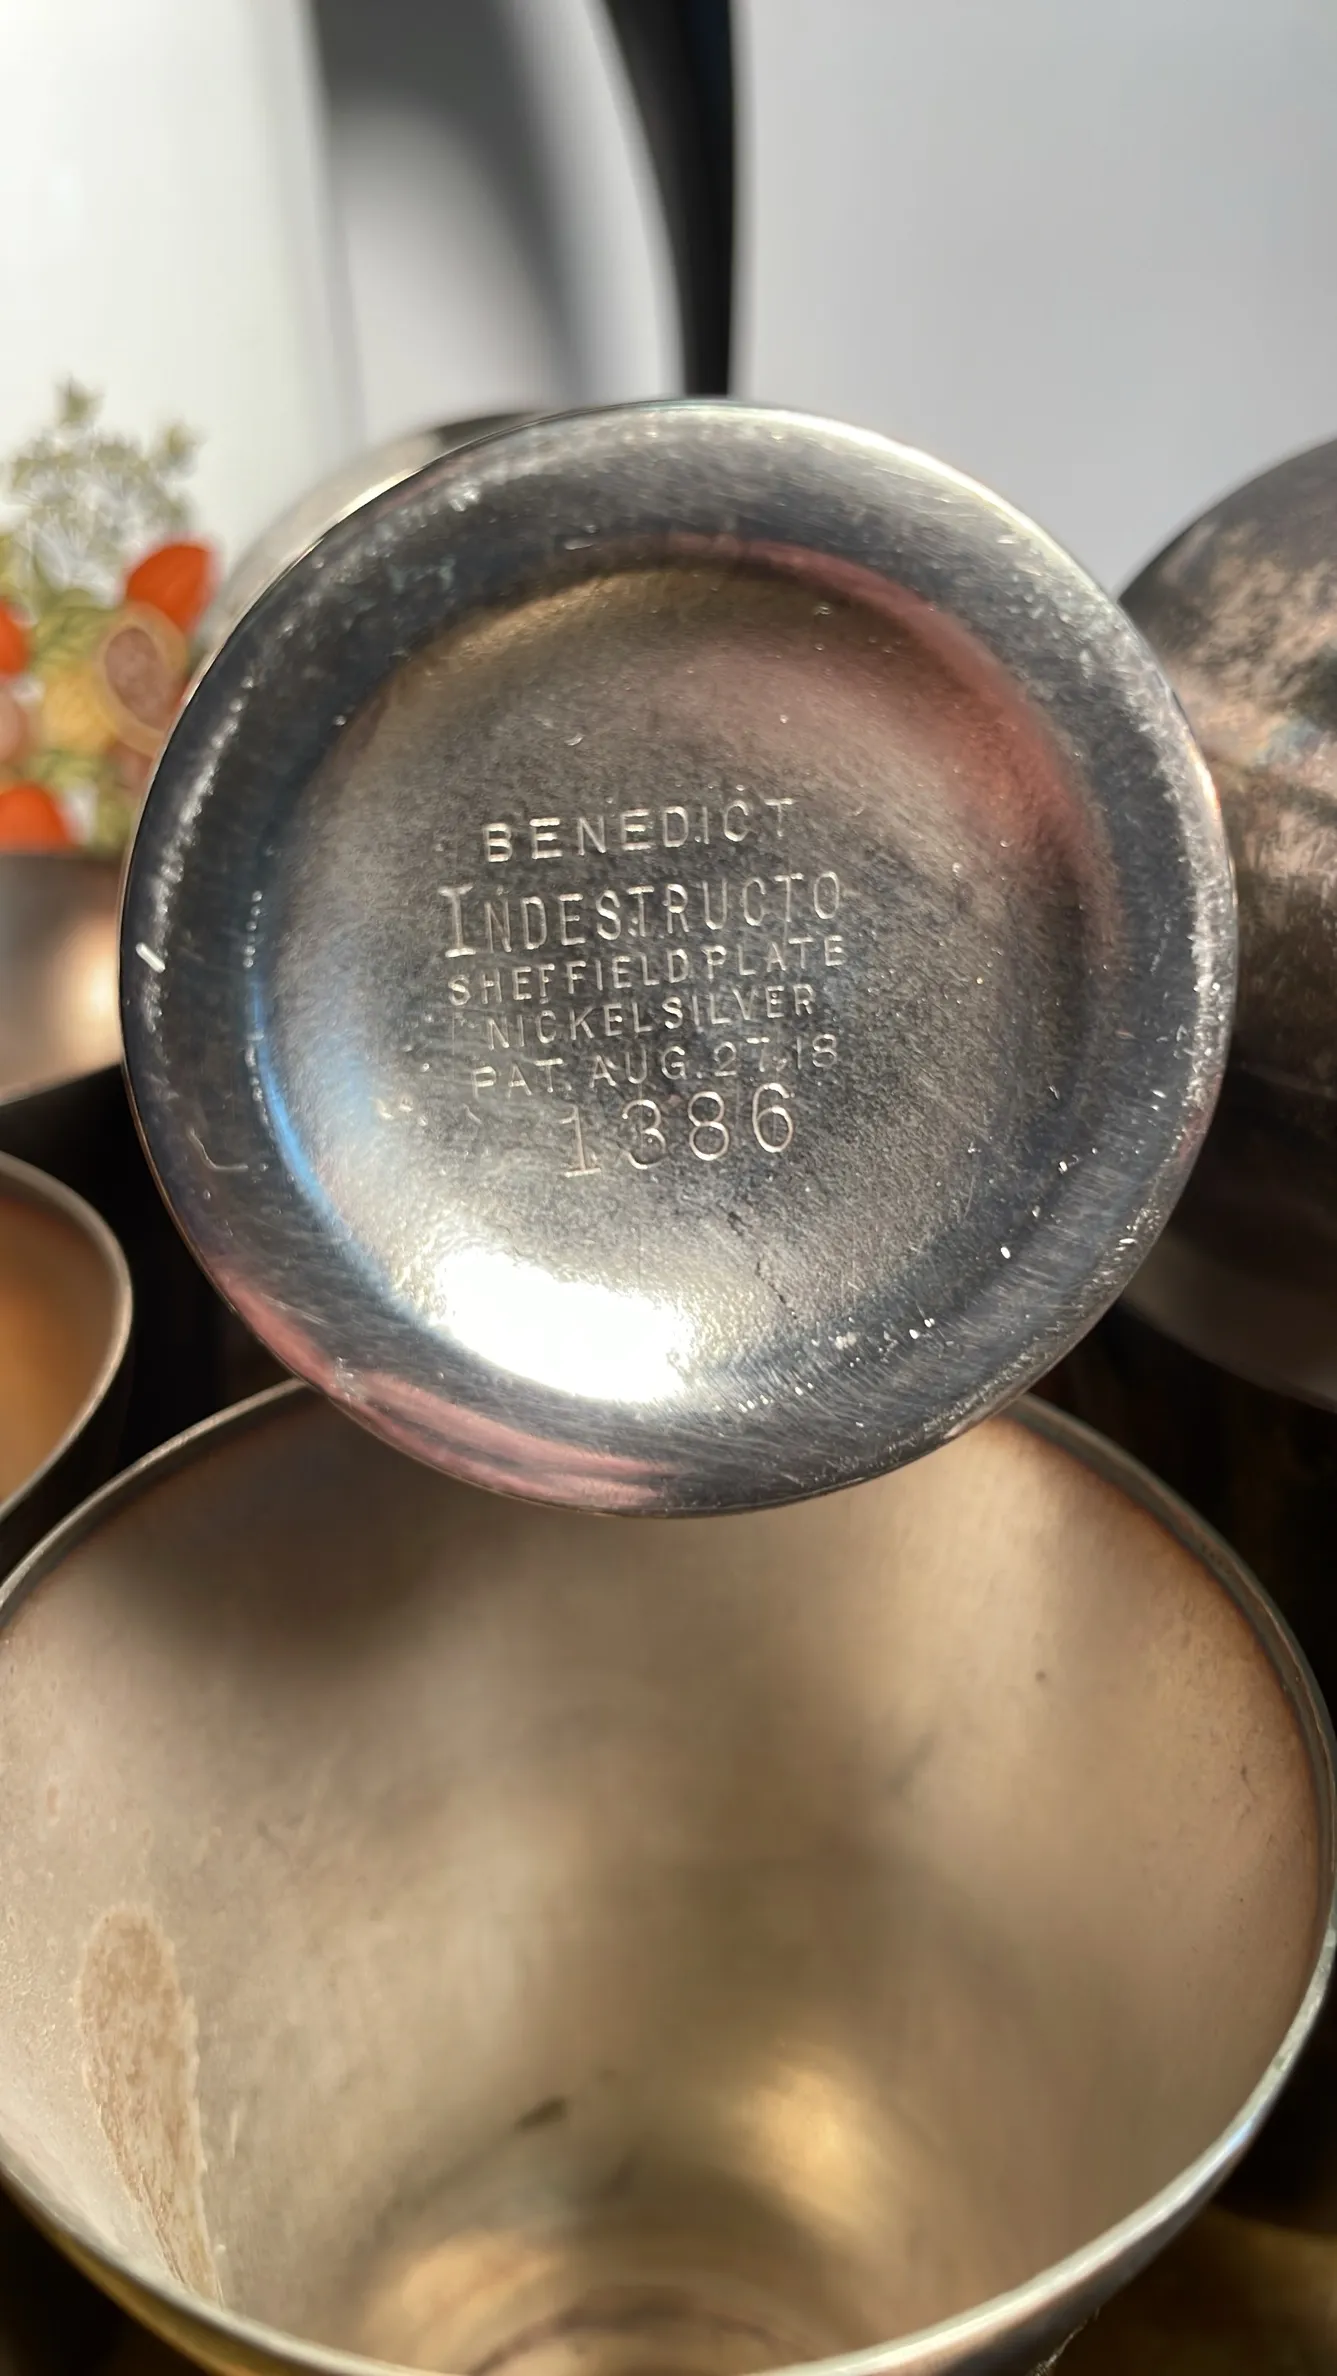 BENEDICT
INDESTRUCTO
SHEFFIELD PLATE
NICKEL SILVER
PAT. AUG. 27.18
1386